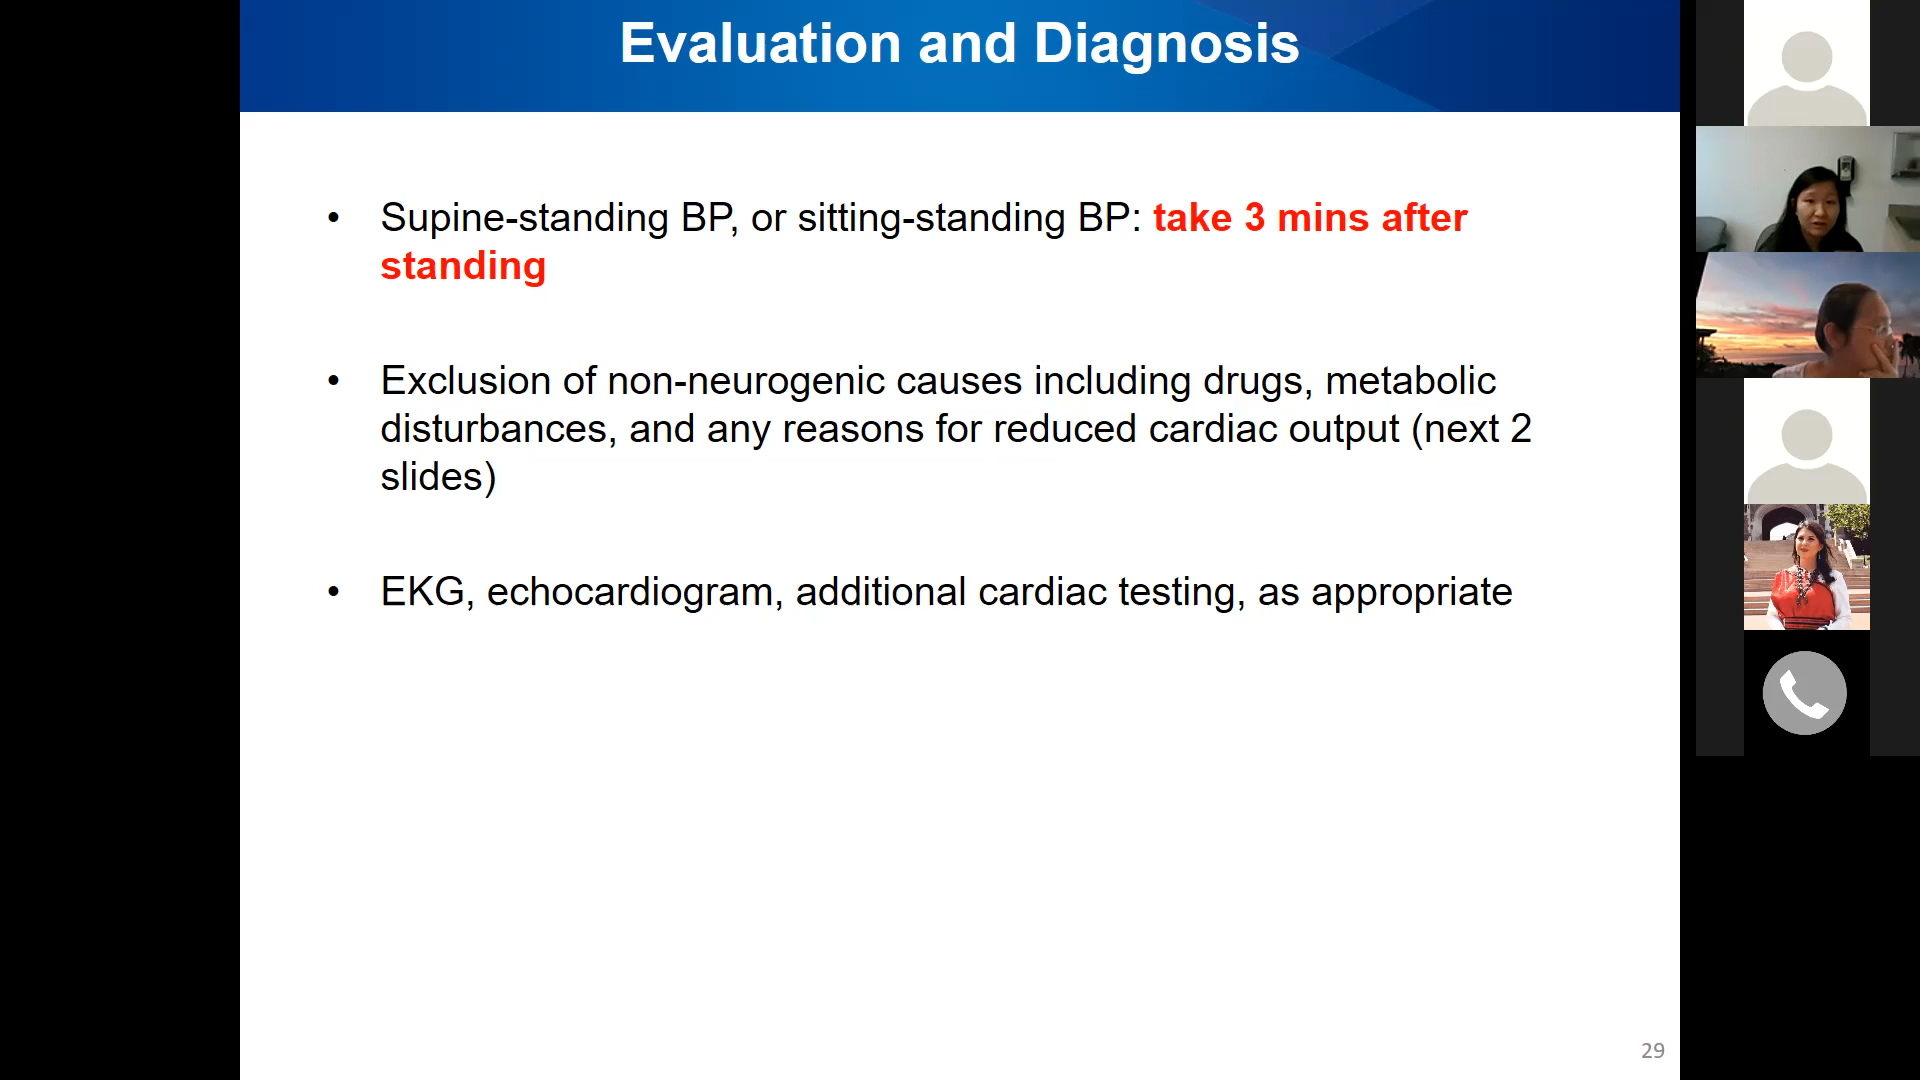 Evaluation and Diagnosis
• Supine-standing BP, or sitting-standing BP: take 3 mins after
standing
• Exclusion of non-neurogenic causes including drugs, metabolic
disturbances, and any reasons for reduced cardiac output (next 2
slides)
• EKG, echocardiogram, additional cardiac testing, as appropriate
29